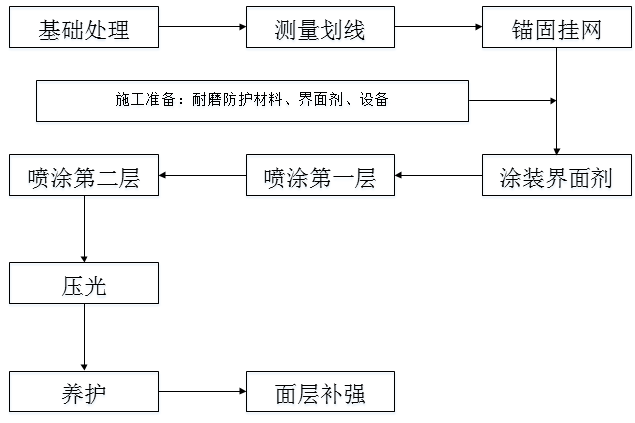 基础处理
测量划线
锚固挂网
施工准备：耐磨防护材料、界面剂、设备
涂装界面剂
喷涂第一层
喷涂第二层
压光
养护
面层补强